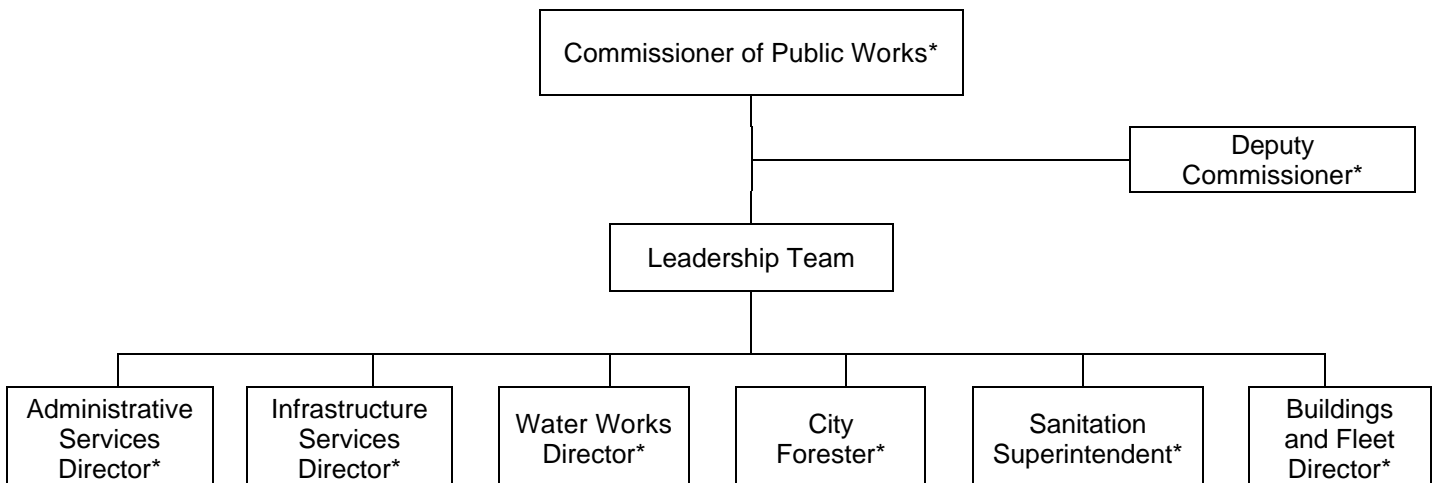 Commissioner of Public Works*
Deputy
Commissioner*
Leadership Team
Administrative
Services
Director*
Infrastructure
Services
Director*
Water Works
Director*
City
Forester*
Sanitation
Superintendent*
Buildings
and Fleet
Director*